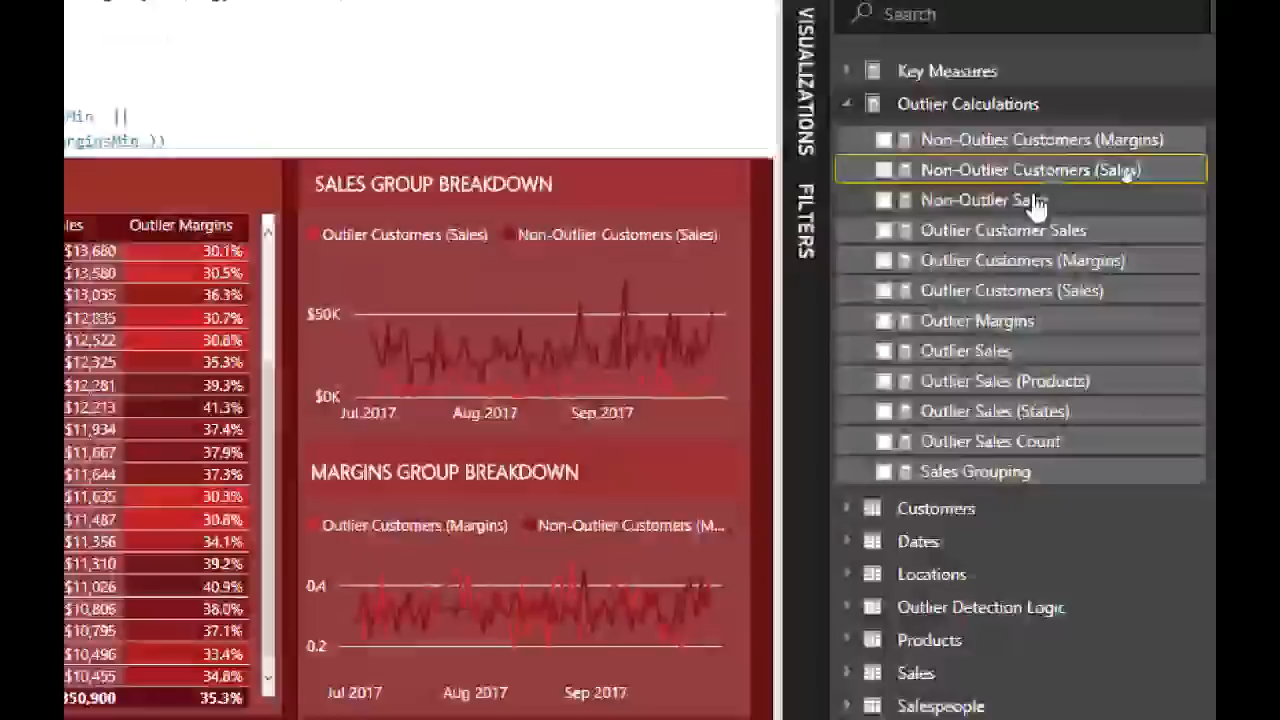 Min ||
rginsMin ))
les Outlier Margins
$13,680 30.1%
$13,580 30.5%
$13,035 36.3%
$12,835 30.7%
$12,522 30.8%
$12,325 35.3%
$12,281 39.3%
$12,213 41.3%
$11,934 37.4%
$11,667 37.9%
$11,644 37.3%
$11,635 30.3%
$11,487 30.8%
$11,356 34.1%
$11,310 39.2%
$11,026 40.9%
$10,806 38.0%
$10,795 37.1%
$10,496 33.4%
$10,455 34.8%
350,900 35.3%
SALES GROUP BREAKDOWN
Outlier Customers (Sales) Non-Outlier Customers (Sales)
$50K
$0K
Jul 2017 Aug 2017 Sep 2017
MARGINS GROUP BREAKDOWN
Outlier Customers (Margins) Non-Outlier Customers (M...
0.4
0.2
Jul 2017 Aug 2017 Sep 2017
VISUALIZATIONS
FILTERS
Search
Key Measures
Outlier Calculations
Non-Outlier Customers (Margins)
Non-Outlier Customers (Sales)
Non-Outlier Sales
Outlier Customer Sales
Outlier Customers (Margins)
Outlier Customers (Sales)
Outlier Margins
Outlier Sales
Outlier Sales (Products)
Outlier Sales (States)
Outlier Sales Count
Sales Grouping
Customers
Dates
Locations
Outlier Detection Logic
Products
Sales
Salespeople